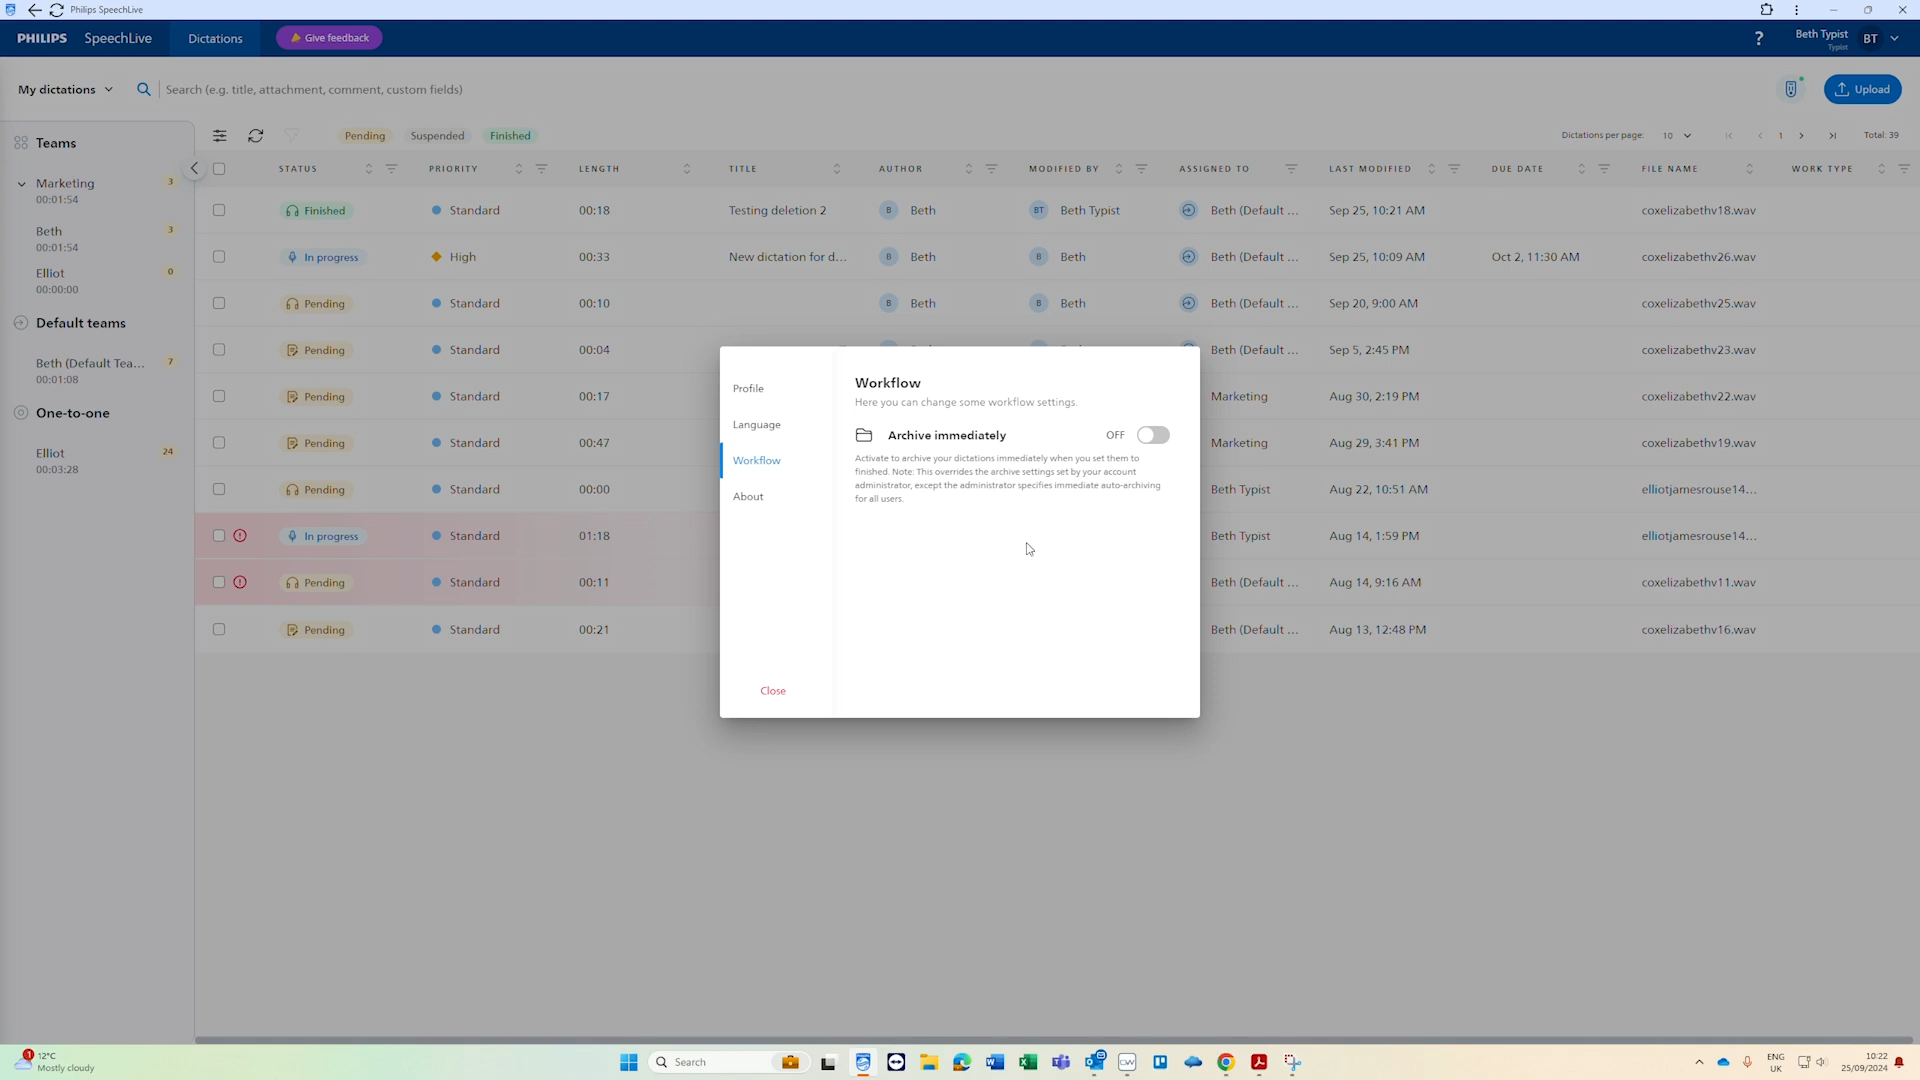 Philips SpeechLive
PHILIPS SpeechLive Dictations Give feedback
? Beth Typist BT
Typist
My dictations Search (e.g. title, attachment, comment, custom fields) Upload
Teams Pending Suspended Finished Dictations per page: 10 1 Total: 39
STATUS PRIORITY LENGTH TITLE AUTHOR MODIFIED BY ASSIGNED TO LAST MODIFIED DUE DATE FILE NAME WORK TYPE
Marketing 3
00:01:54
Beth 3
00:01:54
Elliot 0
00:00:00
Default teams
Beth (Default Tea... 7
00:01:08
One-to-one
Elliot 24
00:03:28
Finished Standard 00:18 Testing deletion 2 B Beth BT Beth Typist Beth (Default ... Sep 25, 10:21 AM coxelizabethv18.wav
In progress High 00:33 New dictation for d... B Beth B Beth Beth (Default ... Sep 25, 10:09 AM Oct 2, 11:30 AM coxelizabethv26.wav
Pending Standard 00:10 B Beth B Beth Beth (Default ... Sep 20, 9:00 AM coxelizabethv25.wav
Pending Standard 00:04 Beth (Default ... Sep 5, 2:45 PM coxelizabethv23.wav
Pending Standard 00:17 Marketing Aug 30, 2:19 PM coxelizabethv22.wav
Pending Standard 00:47 Marketing Aug 29, 3:41 PM coxelizabethv19.wav
Pending Standard 00:00 Beth Typist Aug 22, 10:51 AM elliotjamesrouse14...
In progress Standard 01:18 Beth Typist Aug 14, 1:59 PM elliotjamesrouse14...
Pending Standard 00:11 Beth (Default ... Aug 14, 9:16 AM coxelizabethv11.wav
Pending Standard 00:21 Beth (Default ... Aug 13, 12:48 PM coxelizabethv16.wav
Profile
Language
Workflow
About
Close
Workflow
Here you can change some workflow settings.
Archive immediately OFF
Activate to archive your dictations immediately when you set them to
finished. Note: This overrides the archive settings set by your account
administrator, except the administrator specifies immediate auto-archiving
for all users.
1 12°C
Mostly cloudy
Search
CW
ENG
UK
10:22
25/09/2024